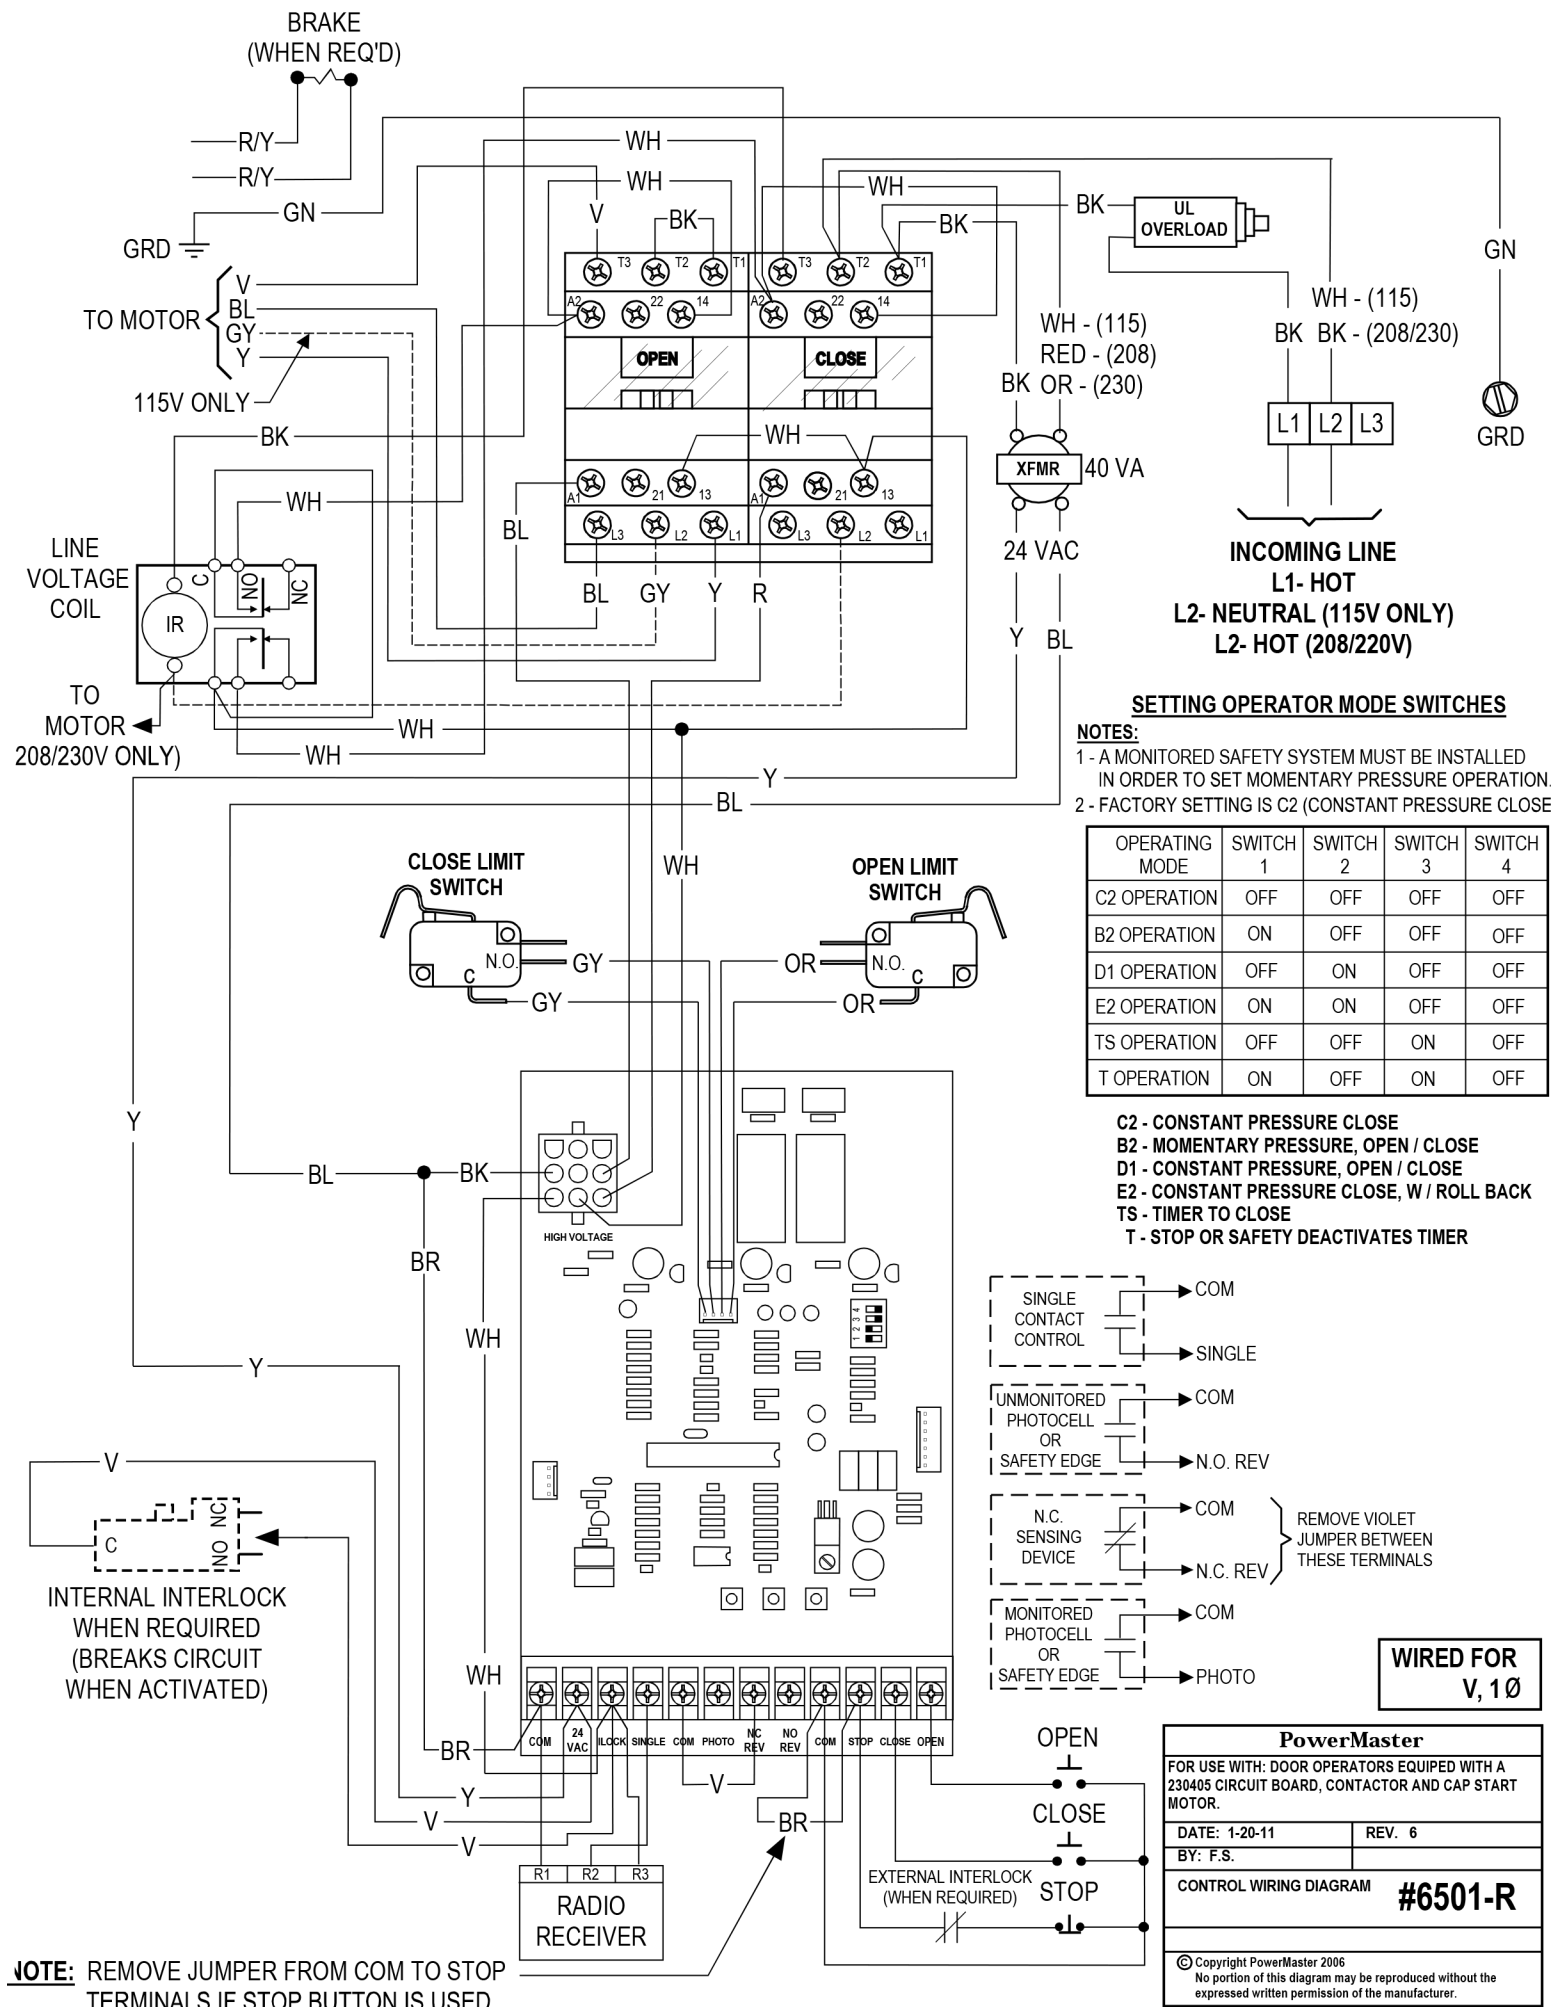 BRAKE
(WHEN REQ'D)
R/Y
R/Y
GN
GRD
WH
WH
V
BK
WH
BK
BK
UL
OVERLOAD
GN
TO MOTOR
V
BL
GY
Y
115V ONLY
T3 T2 T1 T3 T2 T1
A2 22 14 A2 22 14
OPEN CLOSE
WH - (115)
RED - (208)
OR - (230)
BK
WH - (115)
BK BK - (208/230)
L1 L2 L3
GRD
BK
WH
XFMR
40 VA
WH
A1 21 13 A1 21 13
L3 L2 L1 L3 L2 L1
BL
24 VAC
INCOMING LINE
L1- HOT
L2- NEUTRAL (115V ONLY)
L2- HOT (208/220V)
LINE
VOLTAGE
COIL
C NO NC
IR
BL GY Y R
Y BL
TO
MOTOR
208/230V ONLY)
WH
WH
Y
BL
WH
SETTING OPERATOR MODE SWITCHES
NOTES:
1 - A MONITORED SAFETY SYSTEM MUST BE INSTALLED
IN ORDER TO SET MOMENTARY PRESSURE OPERATION.
2 - FACTORY SETTING IS C2 (CONSTANT PRESSURE CLOSE
OPERATING MODE SWITCH 1 SWITCH 2 SWITCH 3 SWITCH 4
C2 OPERATION OFF OFF OFF OFF
B2 OPERATION ON OFF OFF OFF
D1 OPERATION OFF ON OFF OFF
E2 OPERATION ON ON OFF OFF
TS OPERATION OFF OFF ON OFF
T OPERATION ON OFF ON OFF
C2 - CONSTANT PRESSURE CLOSE
B2 - MOMENTARY PRESSURE, OPEN / CLOSE
D1 - CONSTANT PRESSURE, OPEN / CLOSE
E2 - CONSTANT PRESSURE CLOSE, W / ROLL BACK
TS - TIMER TO CLOSE
T - STOP OR SAFETY DEACTIVATES TIMER
CLOSE LIMIT
SWITCH
N.O.
C
GY
GY
OPEN LIMIT
SWITCH
N.O.
C
OR
OR
Y
BL
BK
HIGH VOLTAGE
BR
WH
1 2 3 4
Y
SINGLE
CONTACT
CONTROL
COM
SINGLE
UNMONITORED
PHOTOCELL
OR
SAFETY EDGE
COM
N.O. REV
N.C.
SENSING
DEVICE
COM
N.C. REV
REMOVE VIOLET
JUMPER BETWEEN
THESE TERMINALS
MONITORED
PHOTOCELL
OR
SAFETY EDGE
COM
PHOTO
V
C NC NO
INTERNAL INTERLOCK
WHEN REQUIRED
(BREAKS CIRCUIT
WHEN ACTIVATED)
WH
COM 24 VAC ILOCK SINGLE COM PHOTO NC REV NO REV COM STOP CLOSE OPEN
BR
Y
V
V
V
BR
R1 R2 R3
RADIO
RECEIVER
OPEN
CLOSE
STOP
EXTERNAL INTERLOCK
(WHEN REQUIRED)
WIRED FOR
V, 1Ø
PowerMaster
FOR USE WITH: DOOR OPERATORS EQUIPED WITH A
230405 CIRCUIT BOARD, CONTACTOR AND CAP START
MOTOR.
DATE: 1-20-11 REV. 6
BY: F.S.
CONTROL WIRING DIAGRAM #6501-R
© Copyright PowerMaster 2006
No portion of this diagram may be reproduced without the
expressed written permission of the manufacturer.
NOTE: REMOVE JUMPER FROM COM TO STOP
TERMINALS IF STOP BUTTON IS USED